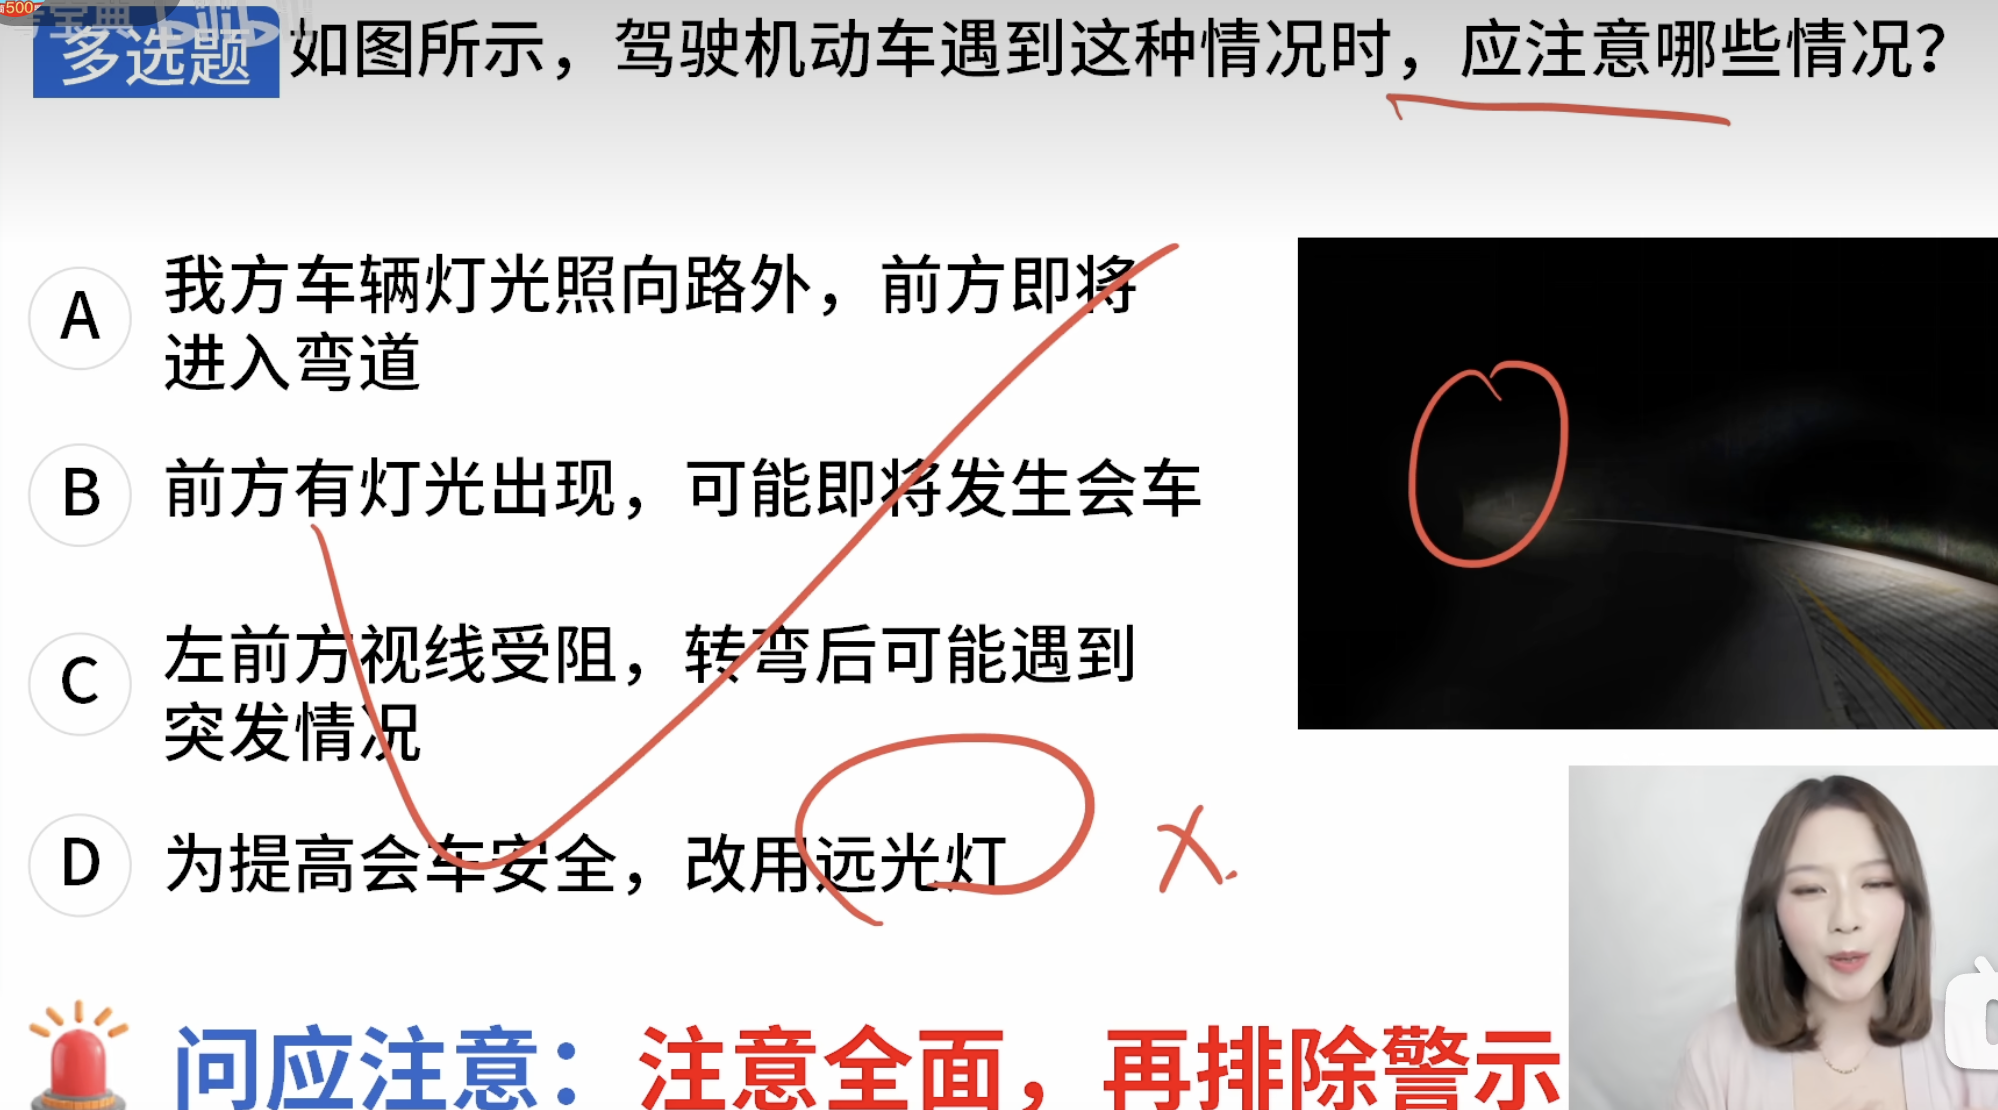 500
宝典
多选题 如图所示，驾驶机动车遇到这种情况时，应注意哪些情况？
A 我方车辆灯光照向路外，前方即将
进入弯道
B 前方有灯光出现，可能即将发生会车
C 左前方视线受阻，转弯后可能遇到
突发情况
D 为提高会车安全，改用远光灯
问应注意：注意全面，再排除警示